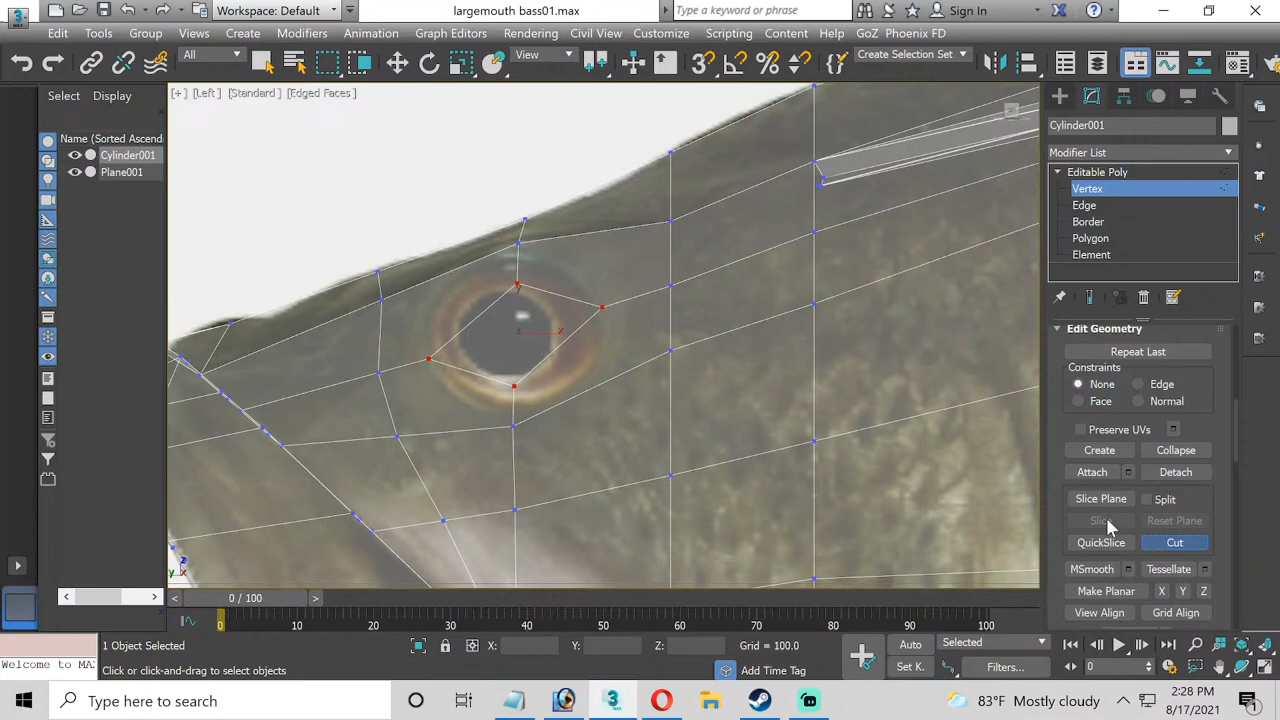 Workspace: Default
largemouth bass01.max
Type a keyword or phrase
Sign In
File Edit Tools Group Views Create Modifiers Animation Graph Editors Rendering Customize Scripting Content Help GoZ Phoenix FD
All
View
Create Selection Set
Select Display
[+] [Left] [Standard] [Edged Faces]
Name (Sorted Ascend
Cylinder001
Plane001
Cylinder001
Modifier List
Editable Poly
Vertex
Edge
Border
Polygon
Element
Edit Geometry
Repeat Last
Constraints
None Edge
Face Normal
Preserve UVs
Create Collapse
Attach Detach
Slice Plane Split
Reset Plane
QuickSlice Cut
MSmooth Tessellate
Make Planar X Y Z
View Align Grid Align
y
x
z
z
y x
0 / 100
0 10 20 30 40 50 60 70 80 90 100
1 Object Selected
X: Y: Z: Grid = 100.0
Auto Selected
Welcome to MAX
Click or click-and-drag to select objects
Add Time Tag
Set K. Filters...
0
Type here to search
83°F Mostly cloudy
2:28 PM
8/17/2021
1